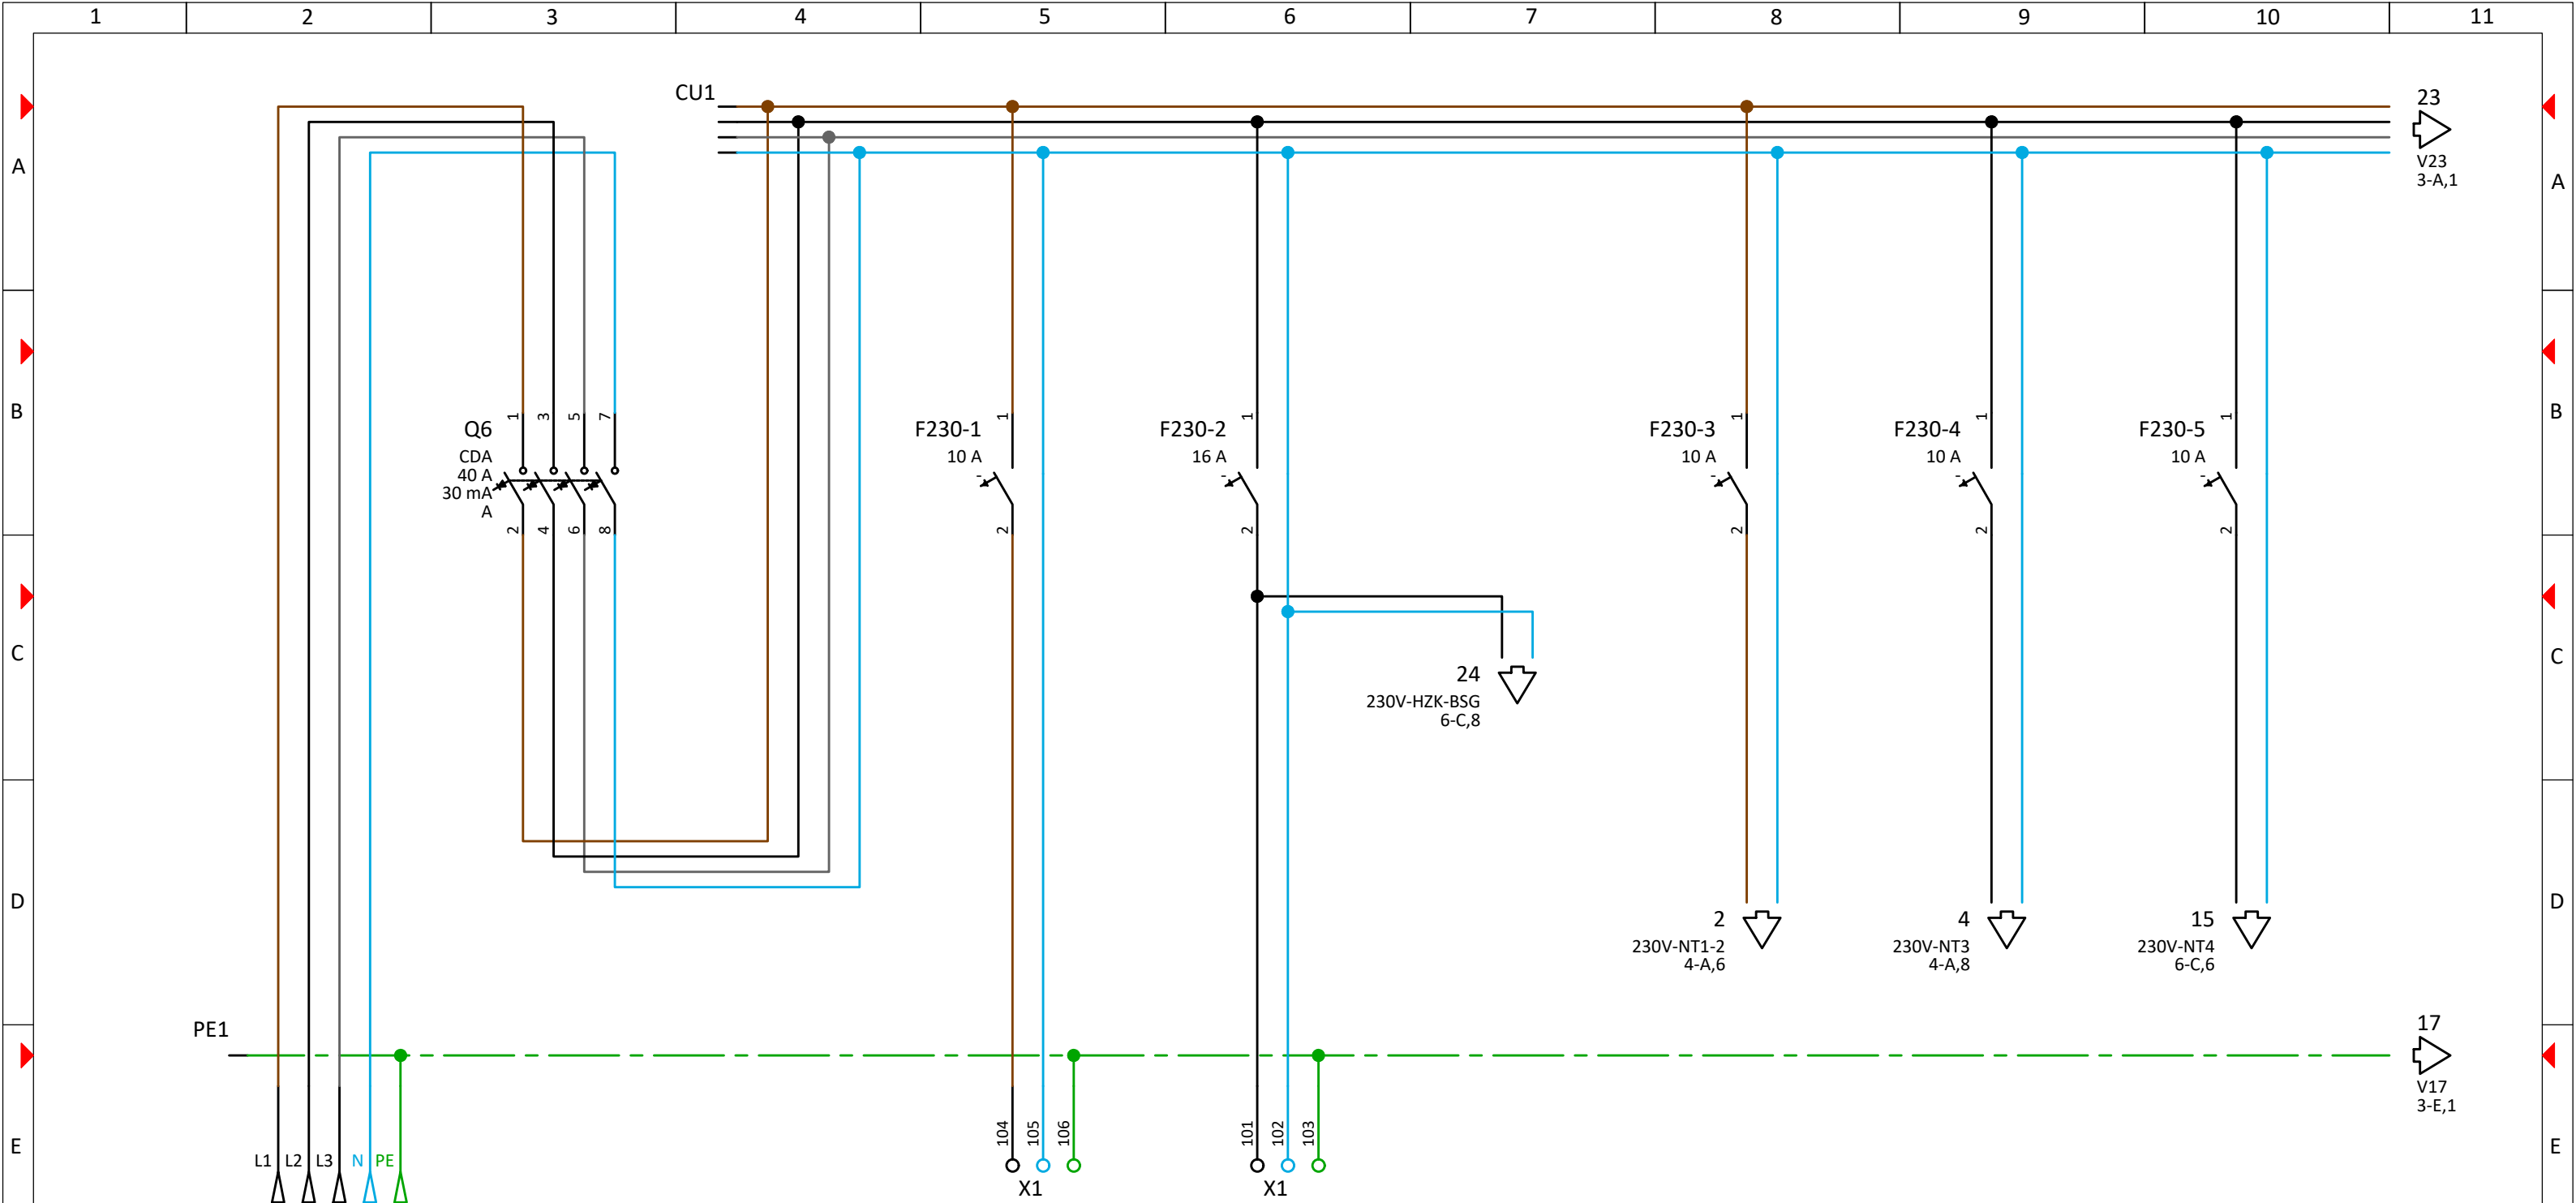 1 2 3 4 5 6 7 8 9 10 11
CU1
23
V23
3-A,1
A A
B B
Q6
CDA
40 A
30 mA
A
1 3 5 7
2 4 6 8
F230-1
10 A
1
2
F230-2
16 A
1
2
F230-3
10 A
1
2
F230-4
10 A
1
2
F230-5
10 A
1
2
C C
24
230V-HZK-BSG
6-C,8
D D
2
230V-NT1-2
4-A,6
4
230V-NT3
4-A,8
15
230V-NT4
6-C,6
PE1
17
V17
3-E,1
E E
L1 L2 L3 N PE
104 105 106
X1
101 102 103
X1